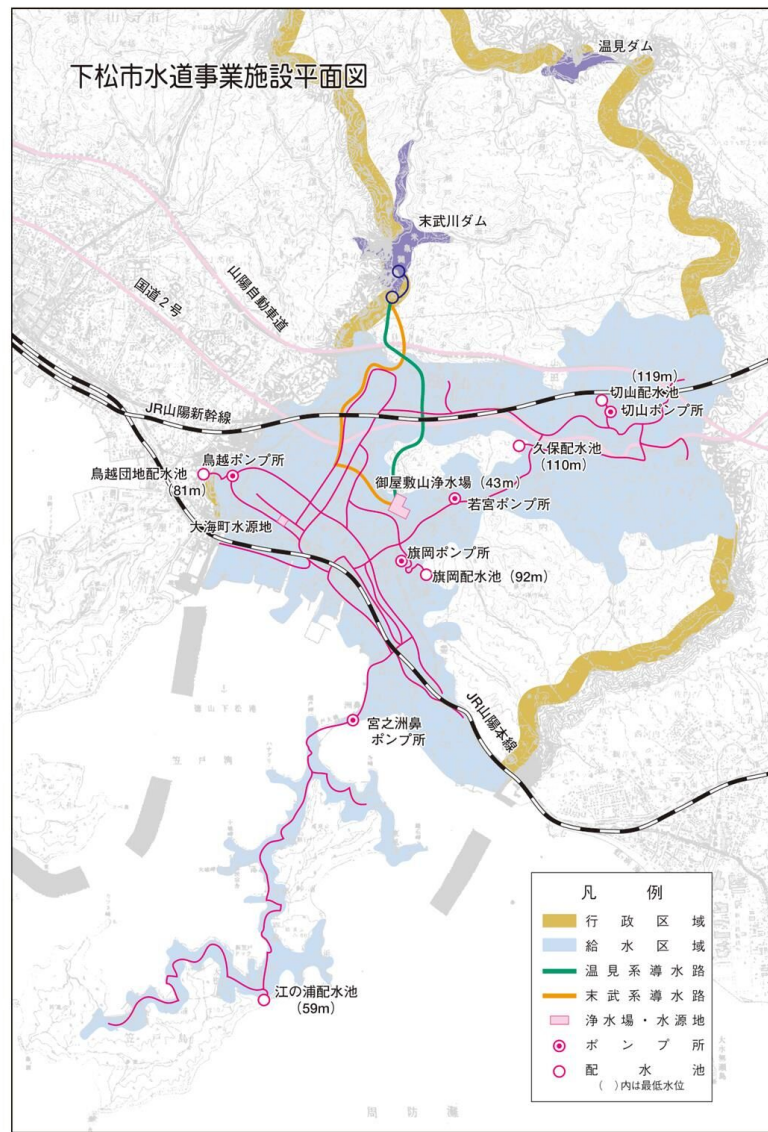 下松市水道事業施設平面図
温見ダム
末武川ダム
山陽自動車道
国道2号
JR山陽新幹線
(119m)
切山配水池
切山ポンプ所
久保配水池
(110m)
鳥越ポンプ所
鳥越団地配水池
(81m)
御屋敷山浄水場(43m)
若宮ポンプ所
大海町水源地
旗岡ポンプ所
旗岡配水池(92m)
JR山陽本線
宮之洲鼻
ポンプ所
江の浦配水池
(59m)
凡例
行政区域
給水区域
温見系導水路
末武系導水路
浄水場・水源地
ポンプ所
配水池
( )内は最低水位